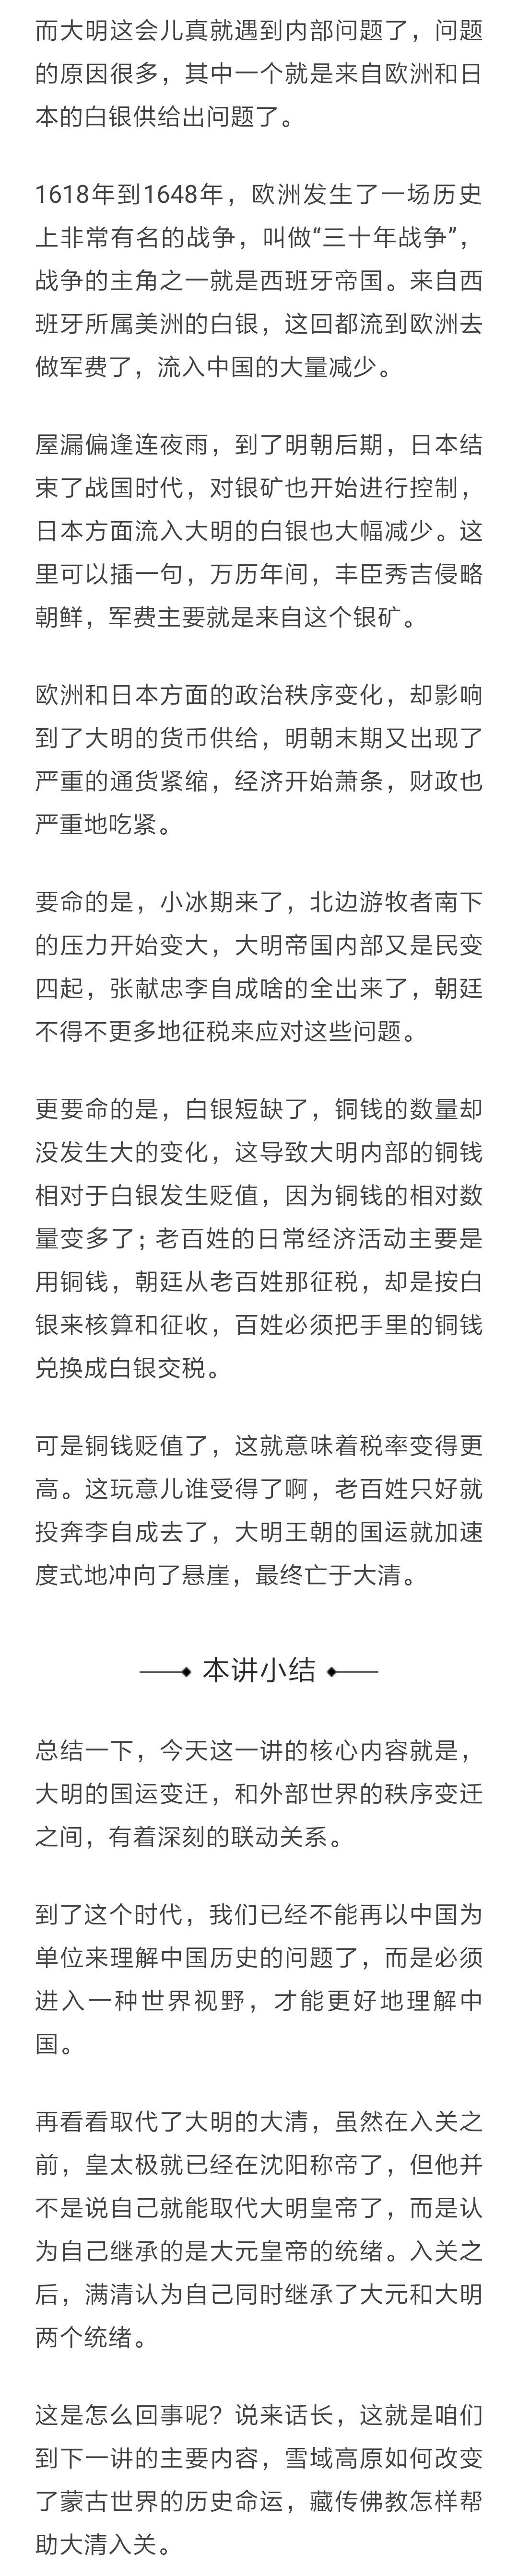 而大明这会儿真就遇到内部问题了，问题
的原因很多，其中一个就是来自欧洲和日
本的白银供给出问题了。
1618年到1648年，欧洲发生了一场历史
上非常有名的战争，叫做“三十年战争”，
战争的主角之一就是西班牙帝国。来自西
班牙所属美洲的白银，这回都流到欧洲去
做军费了，流入中国的大量减少。
屋漏偏逢连夜雨，到了明朝后期，日本结
束了战国时代，对银矿也开始进行控制，
日本方面流入大明的白银也大幅减少。这
里可以插一句，万历年间，丰臣秀吉侵略
朝鲜，军费主要就是来自这个银矿。
欧洲和日本方面的政治秩序变化，却影响
到了大明的货币供给，明朝末期又出现了
严重的通货紧缩，经济开始萧条，财政也
严重地吃紧。
要命的是，小冰期来了，北边游牧者南下
的压力开始变大，大明帝国内部又是民变
四起，张献忠李自成啥的全出来了，朝廷
不得不更多地征税来应对这些问题。
更要命的是，白银短缺了，铜钱的数量却
没发生大的变化，这导致大明内部的铜钱
相对于白银发生贬值，因为铜钱的相对数
量变多了；老百姓的日常经济活动主要是
用铜钱，朝廷从老百姓那征税，却是按白
银来核算和征收，百姓必须把手里的铜钱
兑换成白银交税。
可是铜钱贬值了，这就意味着税率变得更
高。这玩意儿谁受得了啊，老百姓只好就
投奔李自成去了，大明王朝的国运就加速
度式地冲向了悬崖，最终亡于大清。
本讲小结
总结一下，今天这一讲的核心内容就是，
大明的国运变迁，和外部世界的秩序变迁
之间，有着深刻的联动关系。
到了这个时代，我们已经不能再以中国为
单位来理解中国历史的问题了，而是必须
进入一种世界视野，才能更好地理解中
国。
再看看取代了大明的大清，虽然在入关之
前，皇太极就已经在沈阳称帝了，但他并
不是说自己就能取代大明皇帝了，而是认
为自己继承的是大元皇帝的统绪。入关之
后，满清认为自己同时继承了大元和大明
两个统绪。
这是怎么回事呢？说来话长，这就是咱们
到下一讲的主要内容，雪域高原如何改变
了蒙古世界的历史命运，藏传佛教怎样帮
助大清入关。